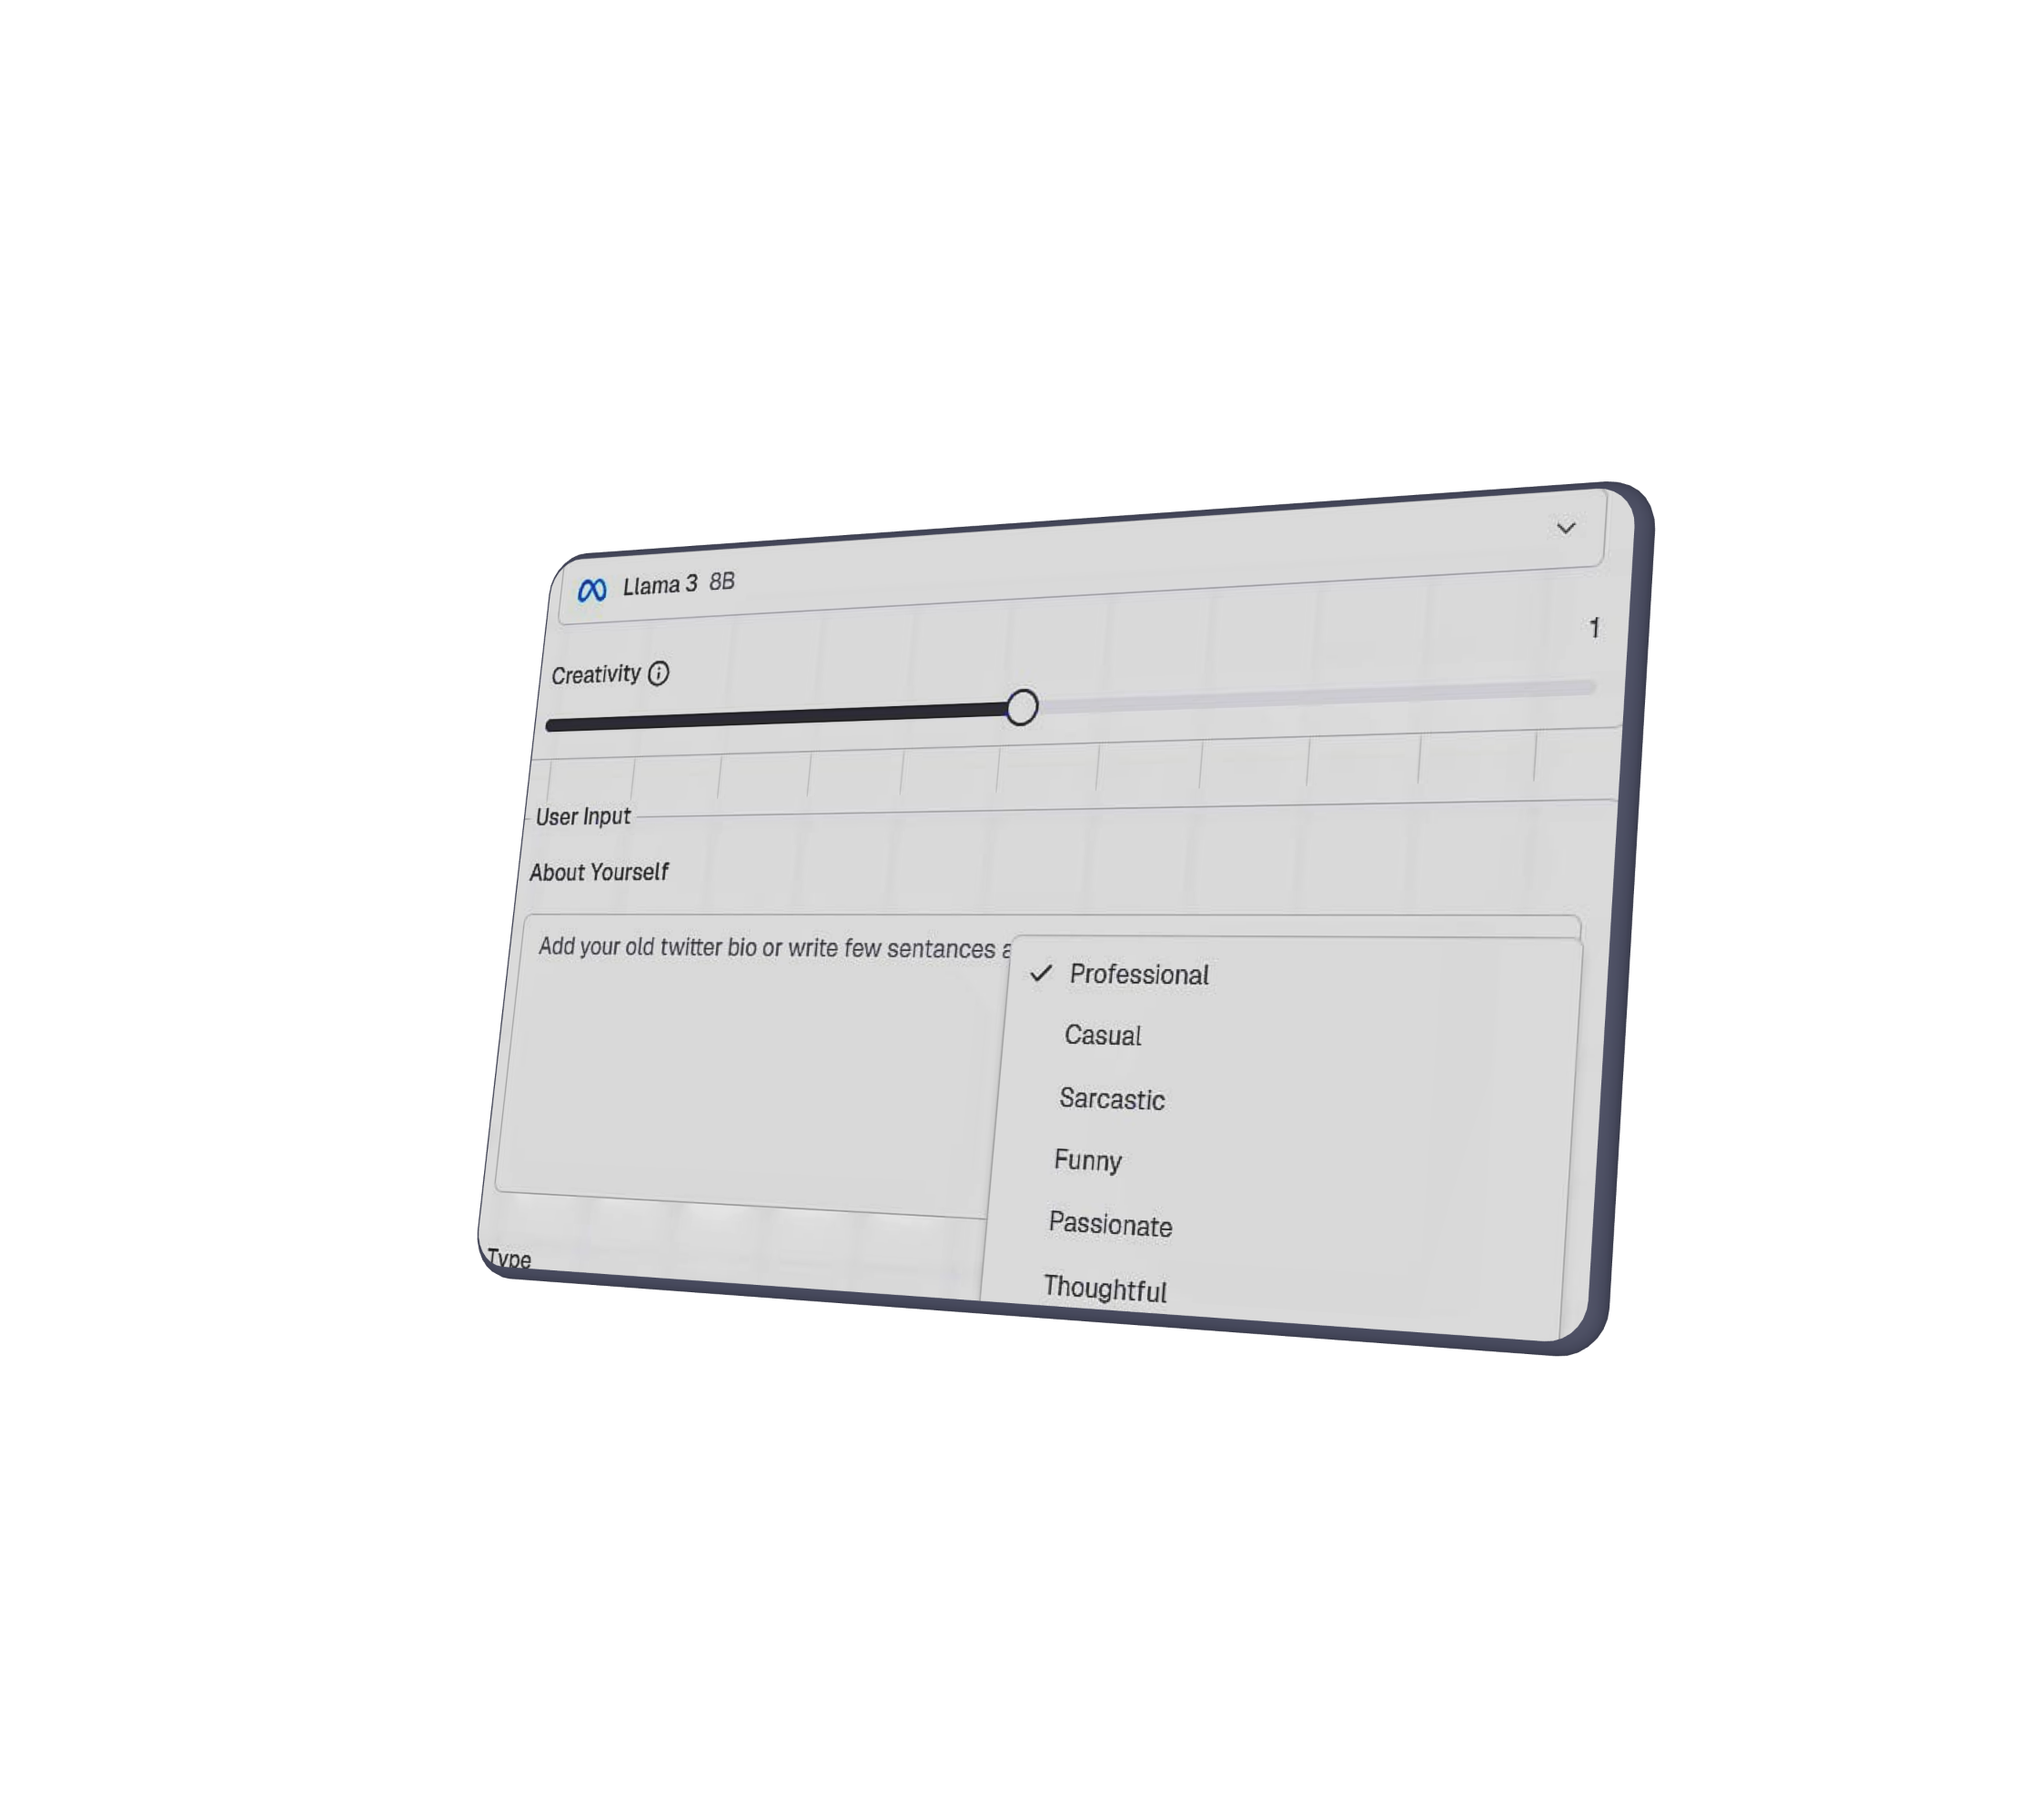 Llama 3 8B
1
Creativity
User Input
About Yourself
Add your old twitter bio or write few sentances a
Professional
Casual
Sarcastic
Funny
Passionate
Thoughtful
Type